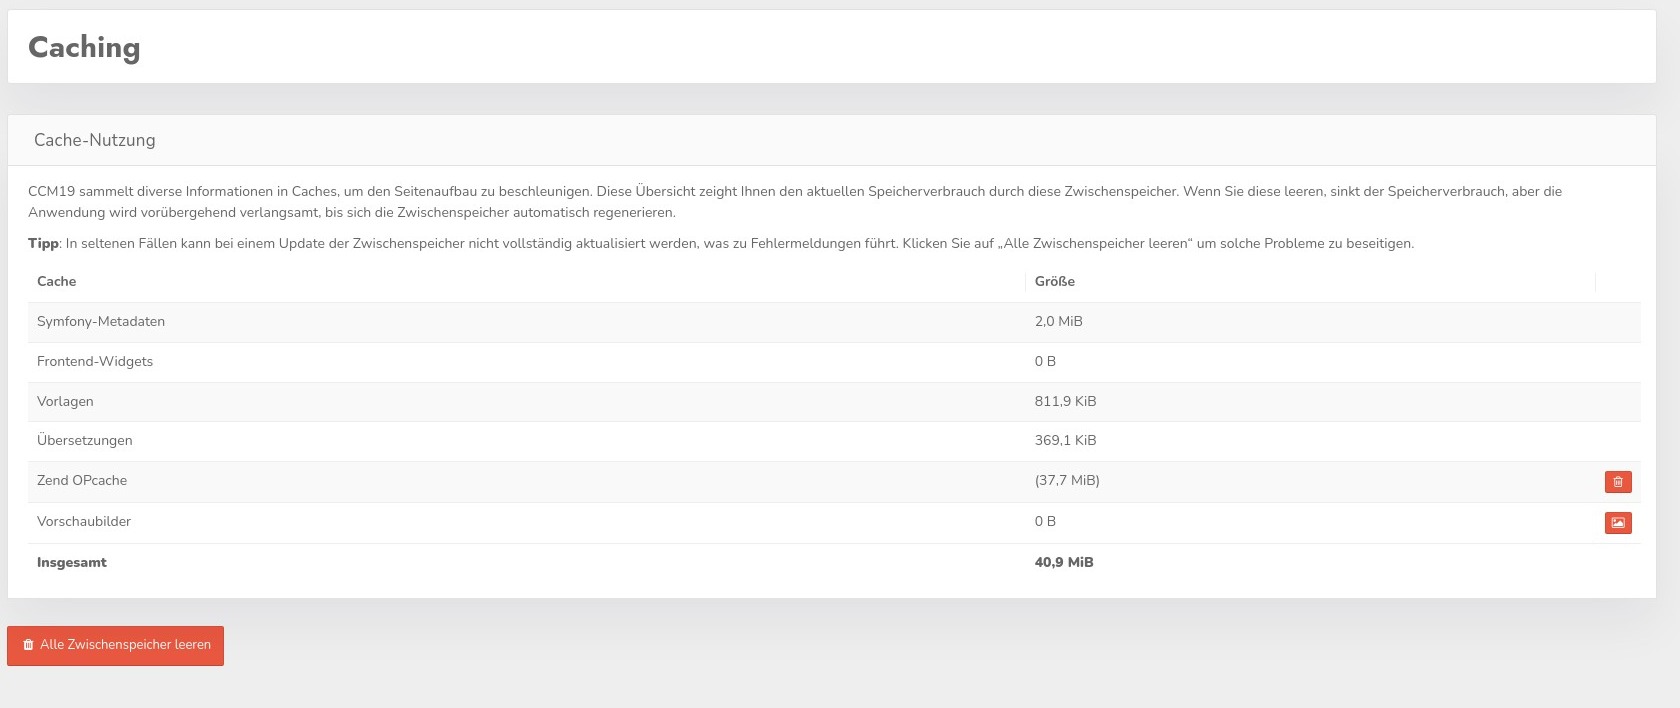 Caching
Cache-Nutzung
CCM19 sammelt diverse Informationen in Caches, um den Seitenaufbau zu beschleunigen. Diese Übersicht zeigt Ihnen den aktuellen Speicherverbrauch durch diese Zwischenspeicher. Wenn Sie diese leeren, sinkt der Speicherverbrauch, aber die
Anwendung wird vorübergehend verlangsamt, bis sich die Zwischenspeicher automatisch regenerieren.
Tipp: In seltenen Fällen kann bei einem Update der Zwischenspeicher nicht vollständig aktualisiert werden, was zu Fehlermeldungen führt. Klicken Sie auf „Alle Zwischenspeicher leeren“ um solche Probleme zu beseitigen.
Cache Größe
Symfony-Metadaten 2,0 MiB
Frontend-Widgets 0 B
Vorlagen 811,9 KiB
Übersetzungen 369,1 KiB
Zend OPcache (37,7 MiB)
Vorschaubilder 0 B
Insgesamt 40,9 MiB
Alle Zwischenspeicher leeren